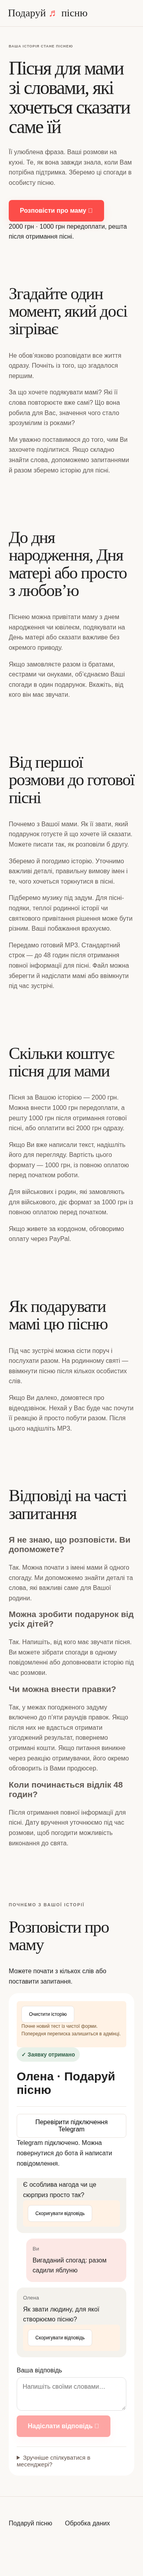 Подаруй ♬ пісню
ВАША ІСТОРІЯ СТАНЕ ПІСНЕЮ
Пісня для мами
зі словами, які
хочеться сказати
саме їй
Її улюблена фраза. Ваші розмови на
кухні. Те, як вона завжди знала, коли Вам
потрібна підтримка. Зберемо ці спогади в
особисту пісню.
Розповісти про маму
2000 грн · 1000 грн передоплати, решта
після отримання пісні.
Згадайте один
момент, який досі
зігріває
Не обов’язково розповідати все життя
одразу. Почніть із того, що згадалося
першим.
За що хочете подякувати мамі? Які її
слова повторюєте вже самі? Що вона
робила для Вас, значення чого стало
зрозумілим із роками?
Ми уважно поставимося до того, чим Ви
захочете поділитися. Якщо складно
знайти слова, допоможемо запитаннями
й разом зберемо історію для пісні.
До дня
народження, Дня
матері або просто
з любов’ю
Пісню можна привітати маму з днем
народження чи ювілеєм, подякувати на
День матері або сказати важливе без
окремого приводу.
Якщо замовляєте разом із братами,
сестрами чи онуками, об’єднаємо Ваші
спогади в один подарунок. Вкажіть, від
кого він має звучати.
Від першої
розмови до готової
пісні
Почнемо з Вашої мами. Як її звати, який
подарунок готуєте й що хочете їй сказати.
Можете писати так, як розповіли б другу.
Зберемо й погодимо історію. Уточнимо
важливі деталі, правильну вимову імен і
те, чого хочеться торкнутися в пісні.
Підберемо музику під задум. Для пісні-
подяки, теплої родинної історії чи
святкового привітання рішення може бути
різним. Ваші побажання врахуємо.
Передамо готовий MP3. Стандартний
строк — до 48 годин після отримання
повної інформації для пісні. Файл можна
зберегти й надіслати мамі або ввімкнути
під час зустрічі.
Скільки коштує
пісня для мами
Пісня за Вашою історією — 2000 грн.
Можна внести 1000 грн передоплати, а
решту 1000 грн після отримання готової
пісні, або оплатити всі 2000 грн одразу.
Якщо Ви вже написали текст, надішліть
його для перегляду. Вартість цього
формату — 1000 грн, із повною оплатою
перед початком роботи.
Для військових і родин, які замовляють
для військового, діє формат за 1000 грн із
повною оплатою перед початком.
Якщо живете за кордоном, обговоримо
оплату через PayPal.
Як подарувати
мамі цю пісню
Під час зустрічі можна сісти поруч і
послухати разом. На родинному святі —
ввімкнути пісню після кількох особистих
слів.
Якщо Ви далеко, домовтеся про
відеодзвінок. Нехай у Вас буде час почути
її реакцію й просто побути разом. Після
цього надішліть MP3.
Відповіді на часті
запитання
Я не знаю, що розповісти. Ви
допоможете?
Так. Можна почати з імені мами й одного
спогаду. Ми допоможемо знайти деталі та
слова, які важливі саме для Вашої
родини.
Можна зробити подарунок від
усіх дітей?
Так. Напишіть, від кого має звучати пісня.
Ви можете зібрати спогади в одному
повідомленні або доповнювати історію під
час розмови.
Чи можна внести правки?
Так, у межах погодженого задуму
включено до п’яти раундів правок. Якщо
після них не вдасться отримати
узгоджений результат, повернемо
отримані кошти. Якщо питання виникне
через реакцію отримувачки, його окремо
обговорить із Вами продюсер.
Коли починається відлік 48
годин?
Після отримання повної інформації для
пісні. Дату вручення уточнюємо під час
розмови, щоб погодити можливість
виконання до свята.
ПОЧНЕМО З ВАШОЇ ІСТОРІЇ
Розповісти про
маму
Можете почати з кількох слів або
поставити запитання.
Очистити історію
Почне новий тест із чистої форми.
Попередня переписка залишиться в адмінці.
✓ Заявку отримано
Олена · Подаруй
пісню
Перевірити підключення
Telegram
Telegram підключено. Можна
повернутися до бота й написати
повідомлення.
Є особлива нагода чи це
сюрприз просто так?
Скоригувати відповідь
Ви
Вигаданий спогад: разом
садили яблуню
Олена
Як звати людину, для якої
створюємо пісню?
Скоригувати відповідь
Ваша відповідь
Напишіть своїми словами…
Надіслати відповідь
▶ Зручніше спілкуватися в
месенджері?
Подаруй пісню Обробка даних